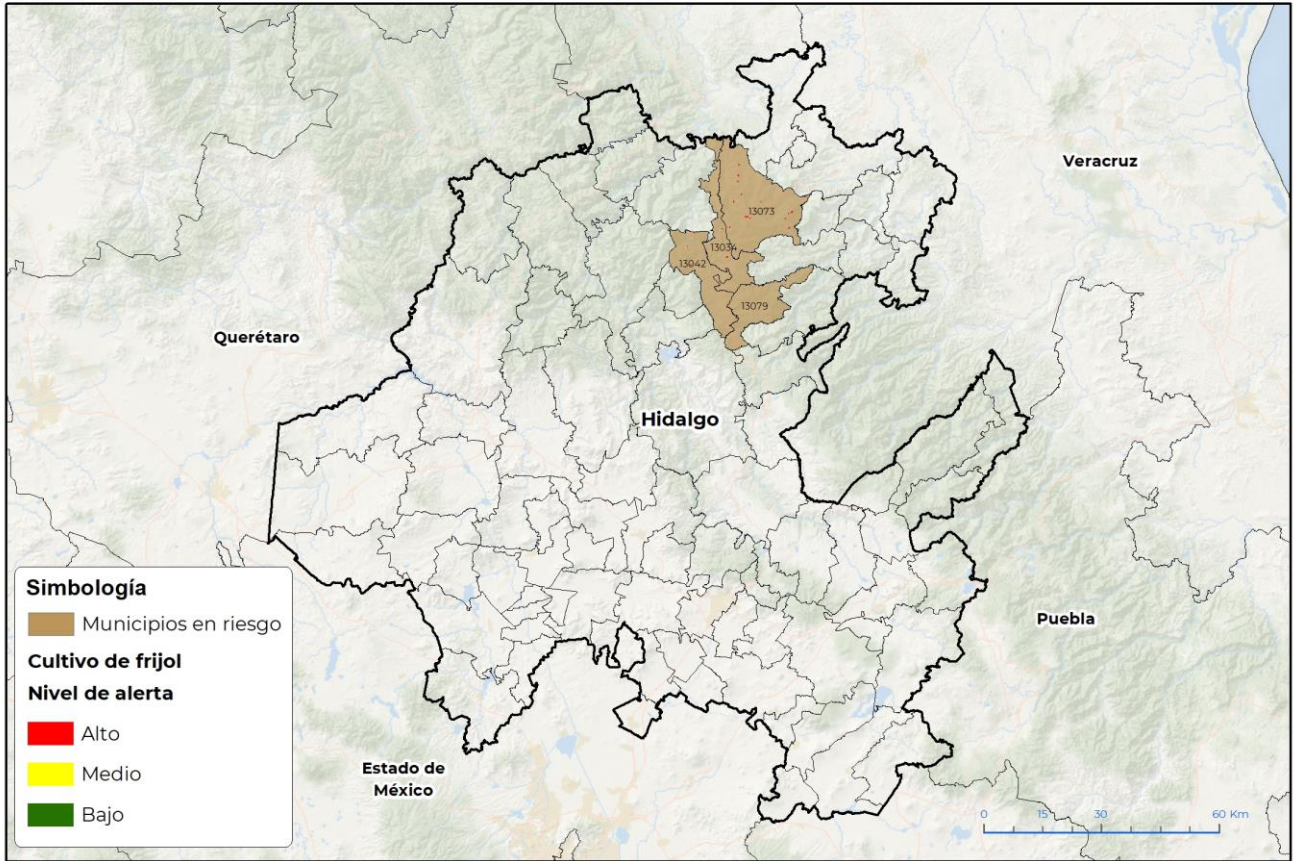 Veracruz
13073
13034
13042
13079
Querétaro
Hidalgo
Simbología
Municipios en riesgo
Cultivo de frijol
Nivel de alerta
Alto
Medio
Bajo
Puebla
Estado de
México
0 15 30 60 Km